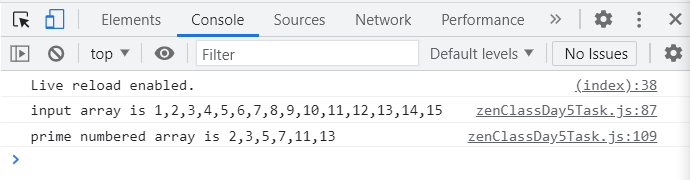 Elements Console Sources Network Performance »
top Filter Default levels No Issues
Live reload enabled. (index):38
input array is 1,2,3,4,5,6,7,8,9,10,11,12,13,14,15 zenClassDay5Task.js:87
prime numbered array is 2,3,5,7,11,13 zenClassDay5Task.js:109
>